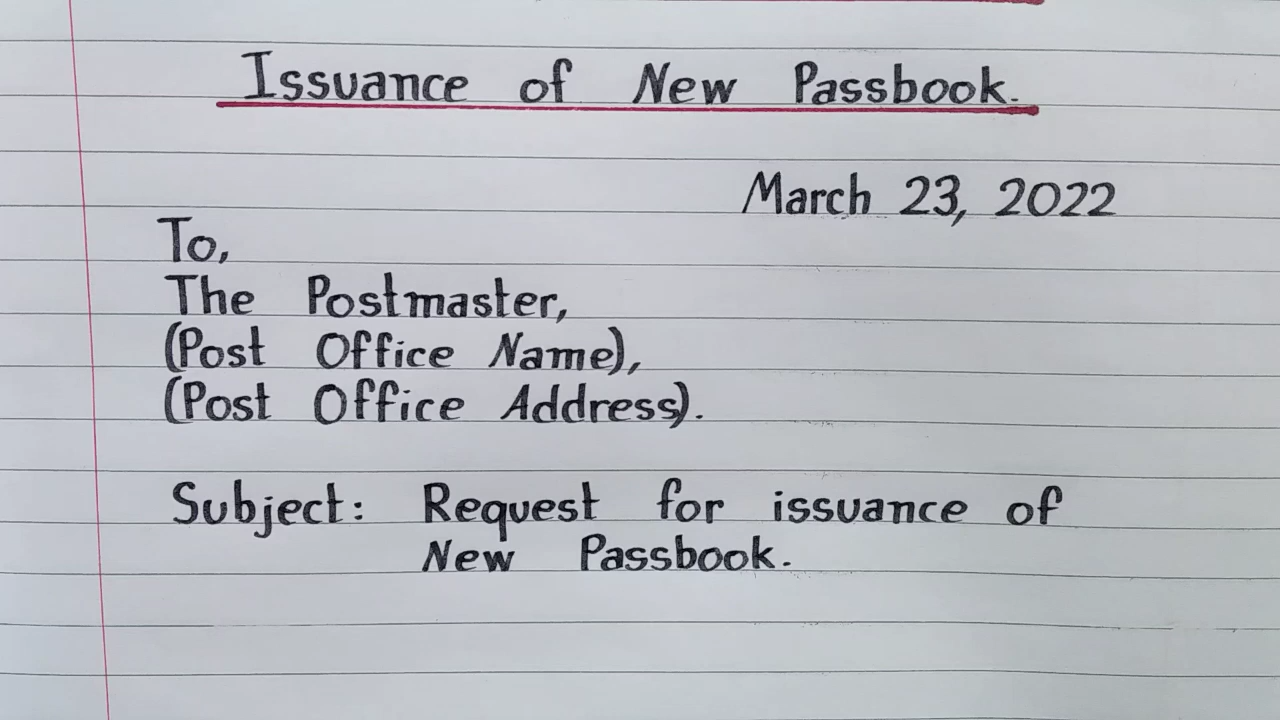 Issuance of New Passbook.
March 23, 2022
To,
The Postmaster,
(Post Office Name),
(Post Office Address).
Subject: Request for issuance of
New Passbook.